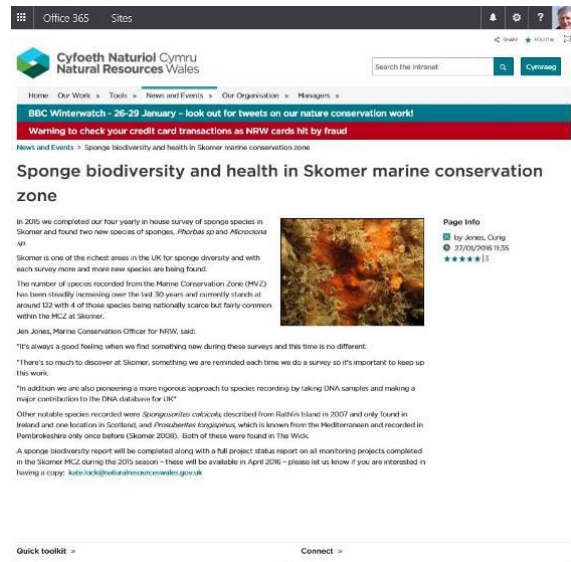 Office 365 Sites
?
SHARE FOLLOW
Cyfoeth Naturiol Cymru
Natural Resources Wales
Search the intranet
Cymraeg
Home Our Work » Tools » News and Events » Our Organisation » Managers »
BBC Winterwatch - 26-29 January – look out for tweets on our nature conservation work!
Warning to check your credit card transactions as NRW cards hit by fraud
News and Events > Sponge biodiversity and health in Skomer marine conservation zone
Sponge biodiversity and health in Skomer marine conservation
zone
In 2015 we completed our four yearly in house survey of sponge species in
Skomer and found two new species of sponges, Phorbas sp and Microciona
sp.
Skomer is one of the richest areas in the UK for sponge diversity and with
each survey more and more new species are being found.
The number of species recorded from the Marine Conservation Zone (MVZ)
has been steadily increasing over the last 30 years and currently stands at
around 122 with 4 of those species being nationally scarce but fairly common
within the MCZ at Skomer.
Jen Jones, Marine Conservation Officer for NRW, said:
"It's always a good feeling when we find something new during these surveys and this time is no different.
"There's so much to discover at Skomer, something we are reminded each time we do a survey so it's important to keep up
this work.
"In addition we are also pioneering a more rigorous approach to species recording by taking DNA samples and making a
major contribution to the DNA database for UK"
Other notable species recorded were Spongosorites calcicola, described from Rathlin Island in 2007 and only found in
Ireland and one location in Scotland, and Prosuberites longispinus, which is known from the Mediterranean and recorded in
Pembrokeshire only once before (Skomer 2008). Both of these were found in The Wick.
A sponge biodiversity report will be completed along with a full project status report on all monitoring projects completed
in the Skomer MCZ during the 2015 season – these will be available in April 2016 – please let us know if you are interested in
having a copy: kate.lock@naturalresourceswales.gov.uk
Page Info
by Jones, Curig
27/01/2016 11:35
3
Quick toolkit »
Connect »